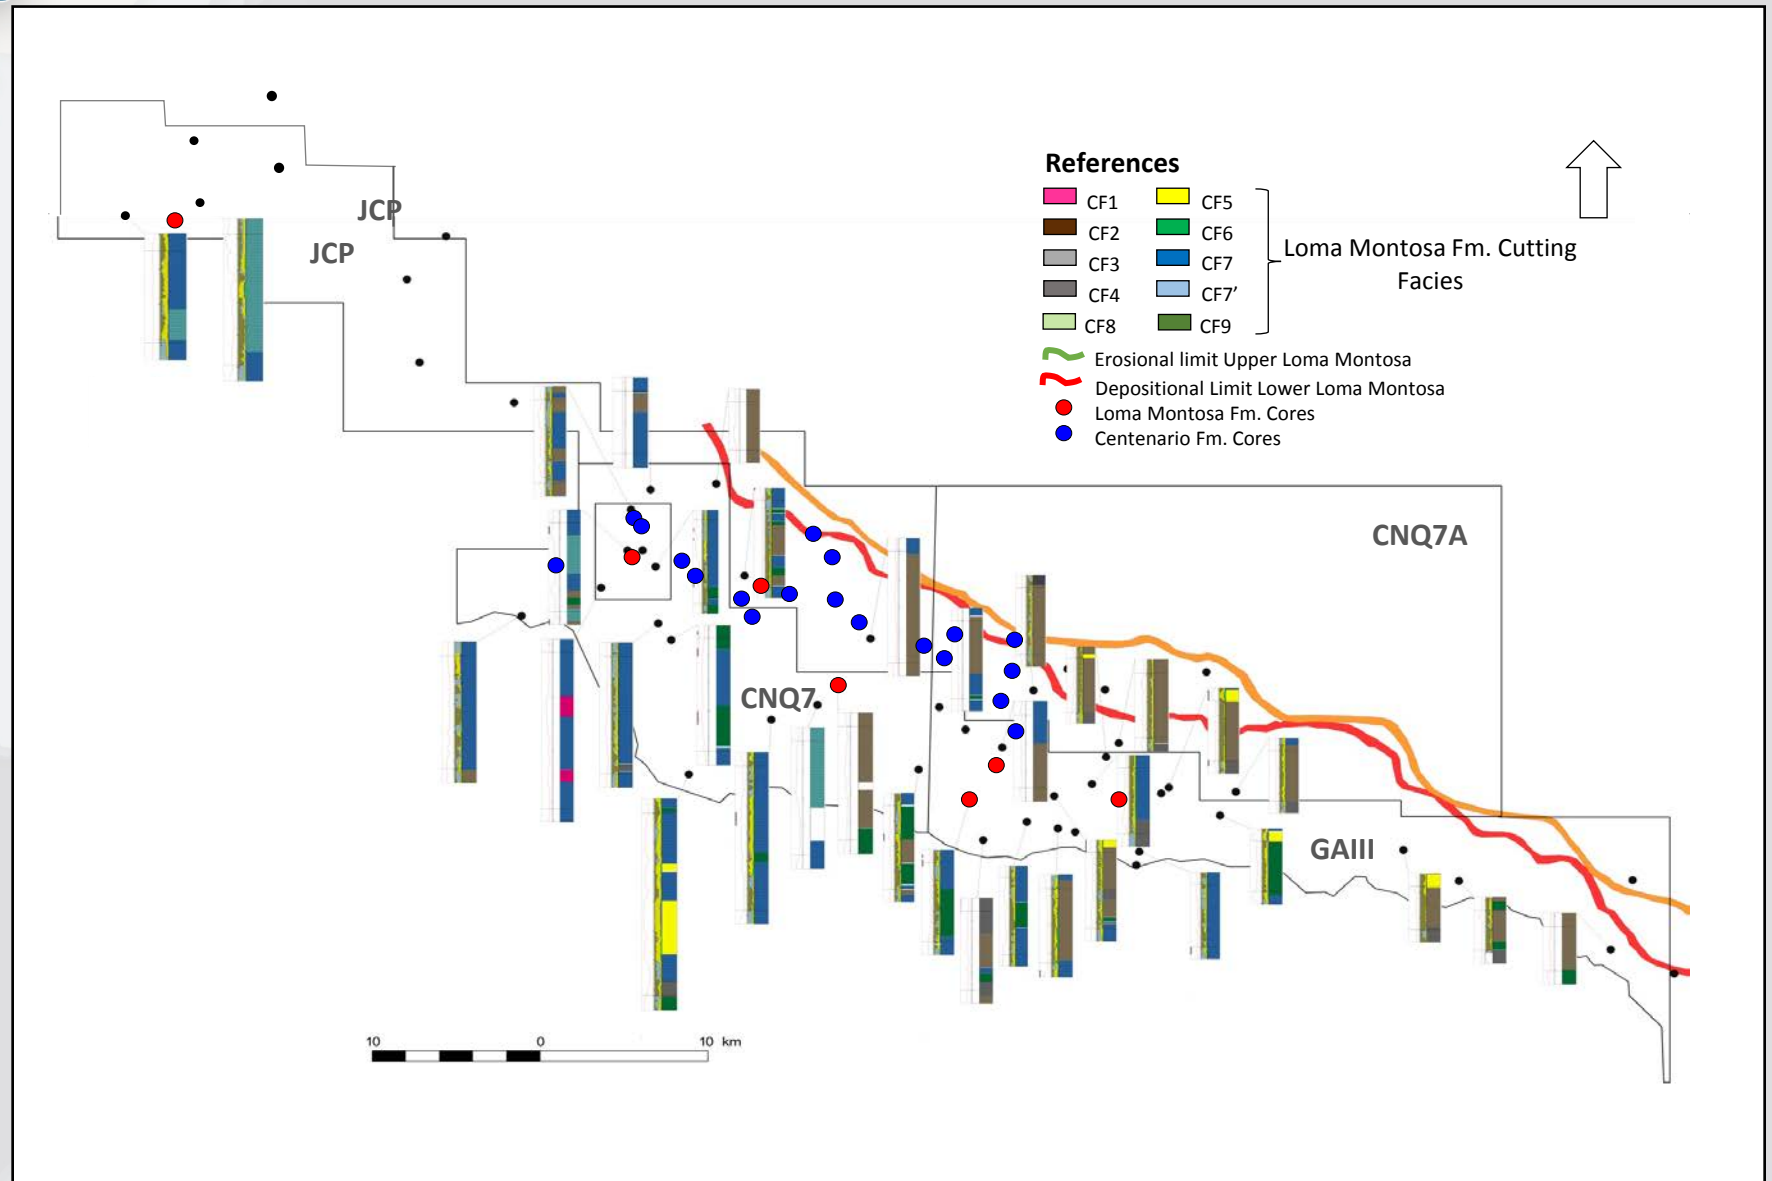 References
CF1
CF5
CF2
CF6
CF3
CF7
CF4
CF7’
CF8
CF9
Loma Montosa Fm. Cutting
Facies
Erosional limit Upper Loma Montosa
Depositional Limit Lower Loma Montosa
Loma Montosa Fm. Cores
Centenario Fm. Cores
JCP
JCP
CNQ7A
CNQ7
GAIII
10
0
10 km